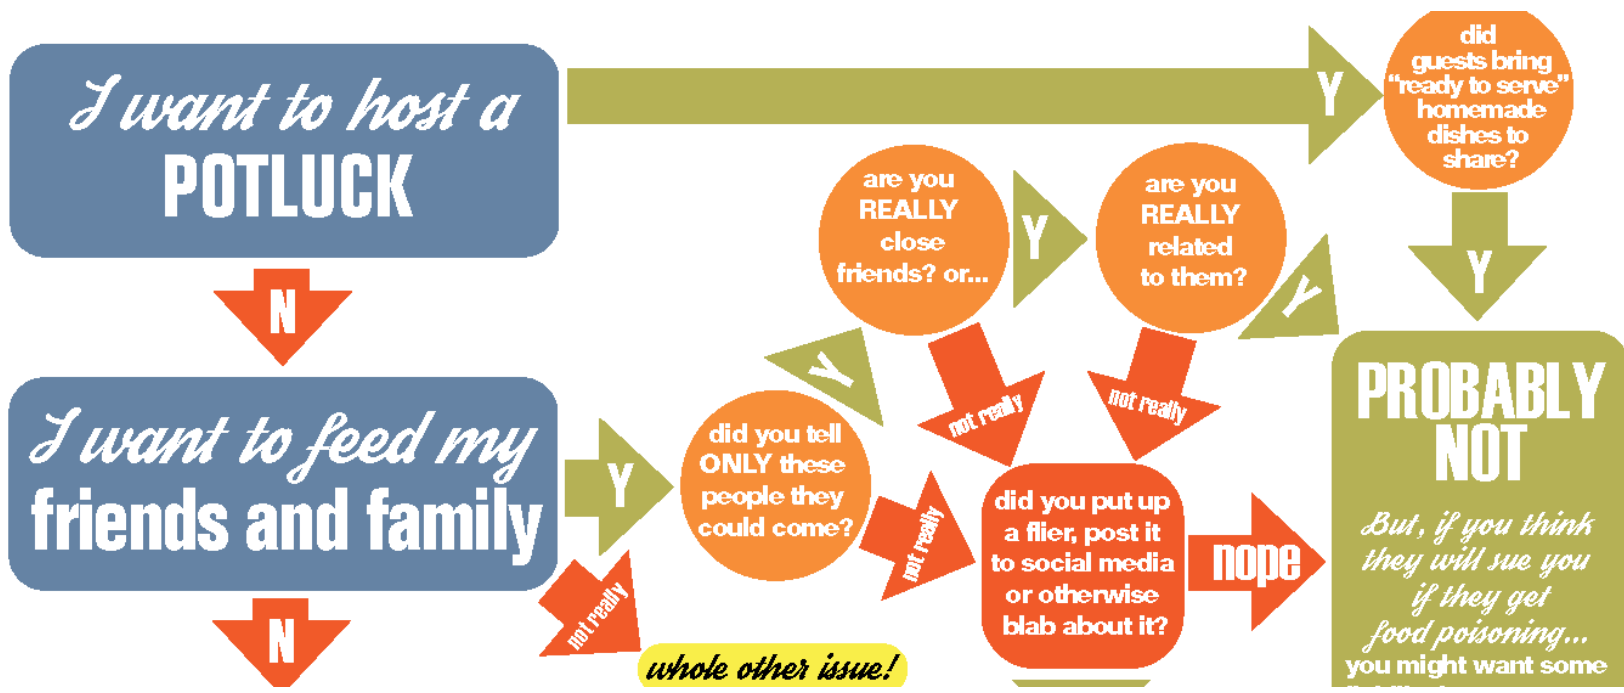 I want to host a
POTLUCK
Y
did
guests bring
“ready to serve”
homemade
dishes to
share?
Y
N
are you
REALLY
close
friends? or...
Y
are you
REALLY
related
to them?
Y
not really
not really
I want to feed my
friends and family
Y
did you tell
ONLY these
people they
could come?
Y
not really
did you put up
a flier, post it
to social media
or otherwise
blab about it?
nope
PROBABLY
NOT
But, if you think
they will sue you
if they get
food poisoning...
you might want some
N
not really
whole other issue!